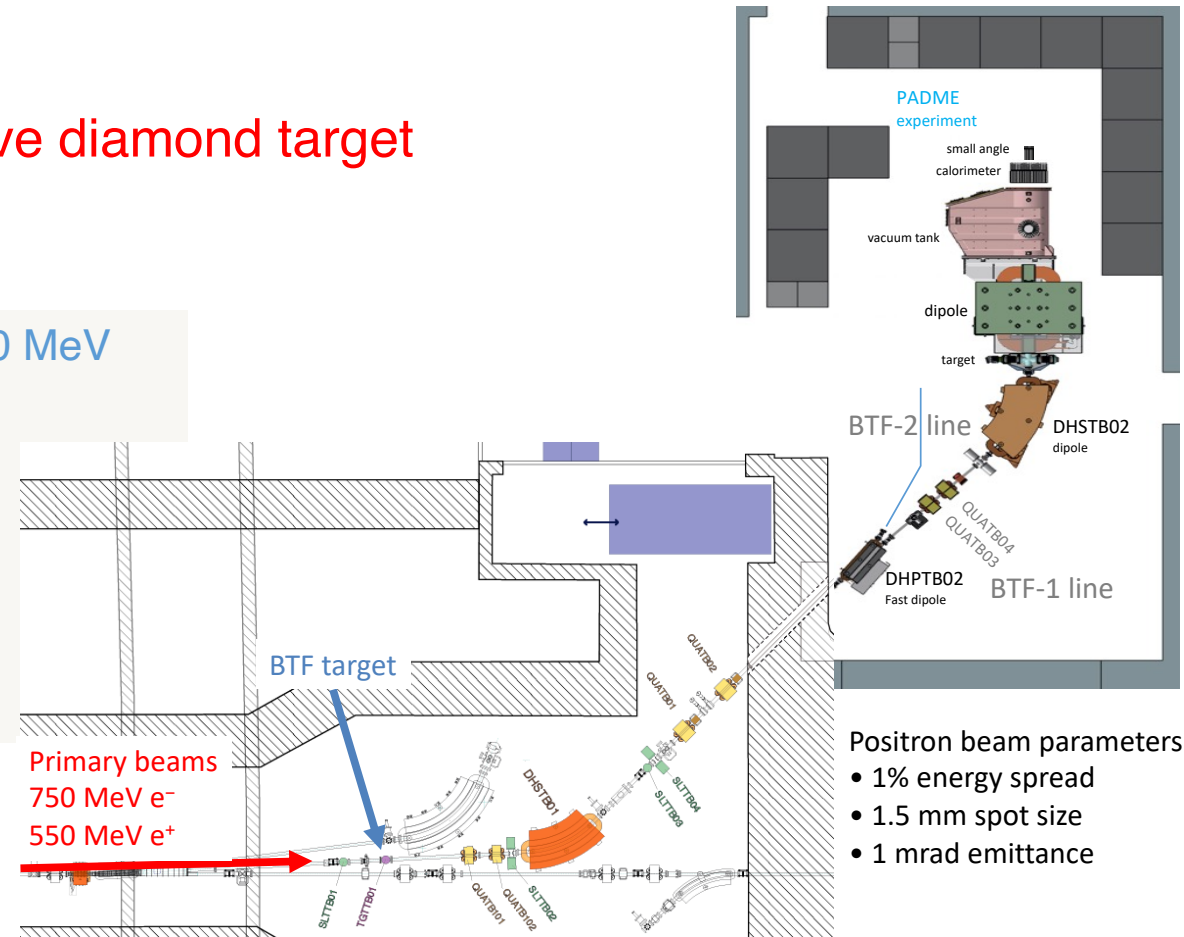 ve diamond target
0 MeV
PADME
experiment
small angle
calorimeter
vacuum tank
dipole
target
BTF-2 line
DHSTB02
dipole
QUATB04
QUATB03
DHPTB02
Fast dipole
BTF-1 line
BTF target
QUATB02
QUATB01
SLTTB04
SLTTB03
DHSTB01
Primary beams
750 MeV e⁻
550 MeV e⁺
SLTTB01
TGTTB01
QUATB101
QUATB102
SLTTB02
Positron beam parameters
• 1% energy spread
• 1.5 mm spot size
• 1 mrad emittance